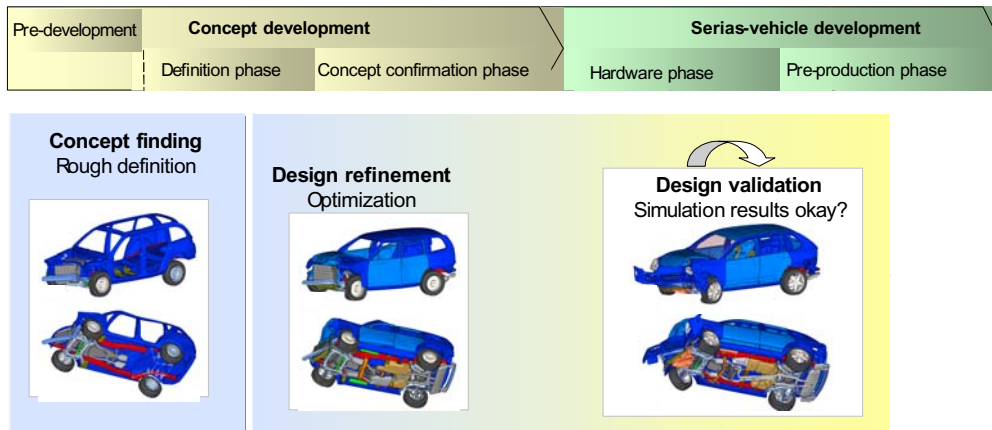 Pre-development
Concept development
Serias-vehicle development
Definition phase
Concept confirmation phase
Hardware phase
Pre-production phase
Concept finding
Rough definition
Design refinement
Optimization
Design validation
Simulation results okay?